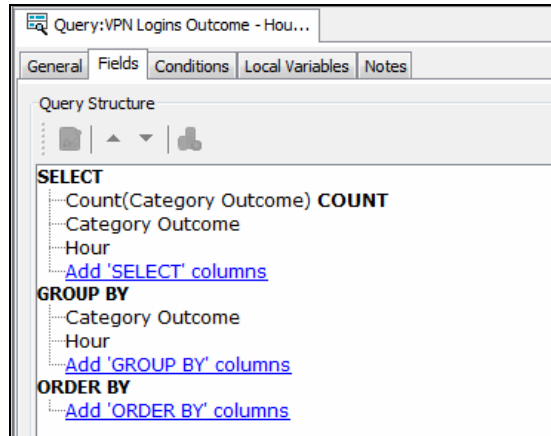 Query:VPN Logins Outcome - Hou...
General Fields Conditions Local Variables Notes
Query Structure
SELECT
Count(Category Outcome) COUNT
Category Outcome
Hour
Add 'SELECT' columns
GROUP BY
Category Outcome
Hour
Add 'GROUP BY' columns
ORDER BY
Add 'ORDER BY' columns